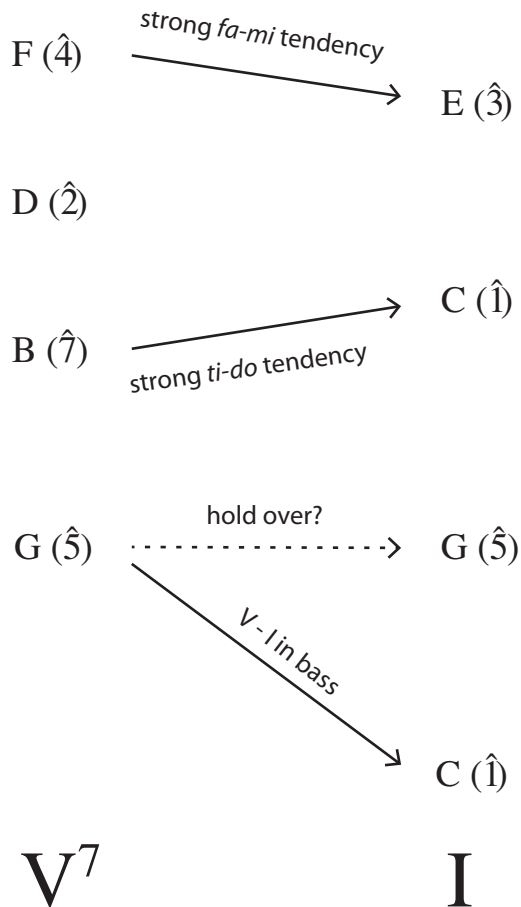 strong fa-mi tendency
F (4̂)
E (3̂)
D (2̂)
C (1̂)
B (7̂)
strong ti-do tendency
hold over?
G (5̂)
G (5̂)
V - I in bass
C (1̂)
V⁷
I